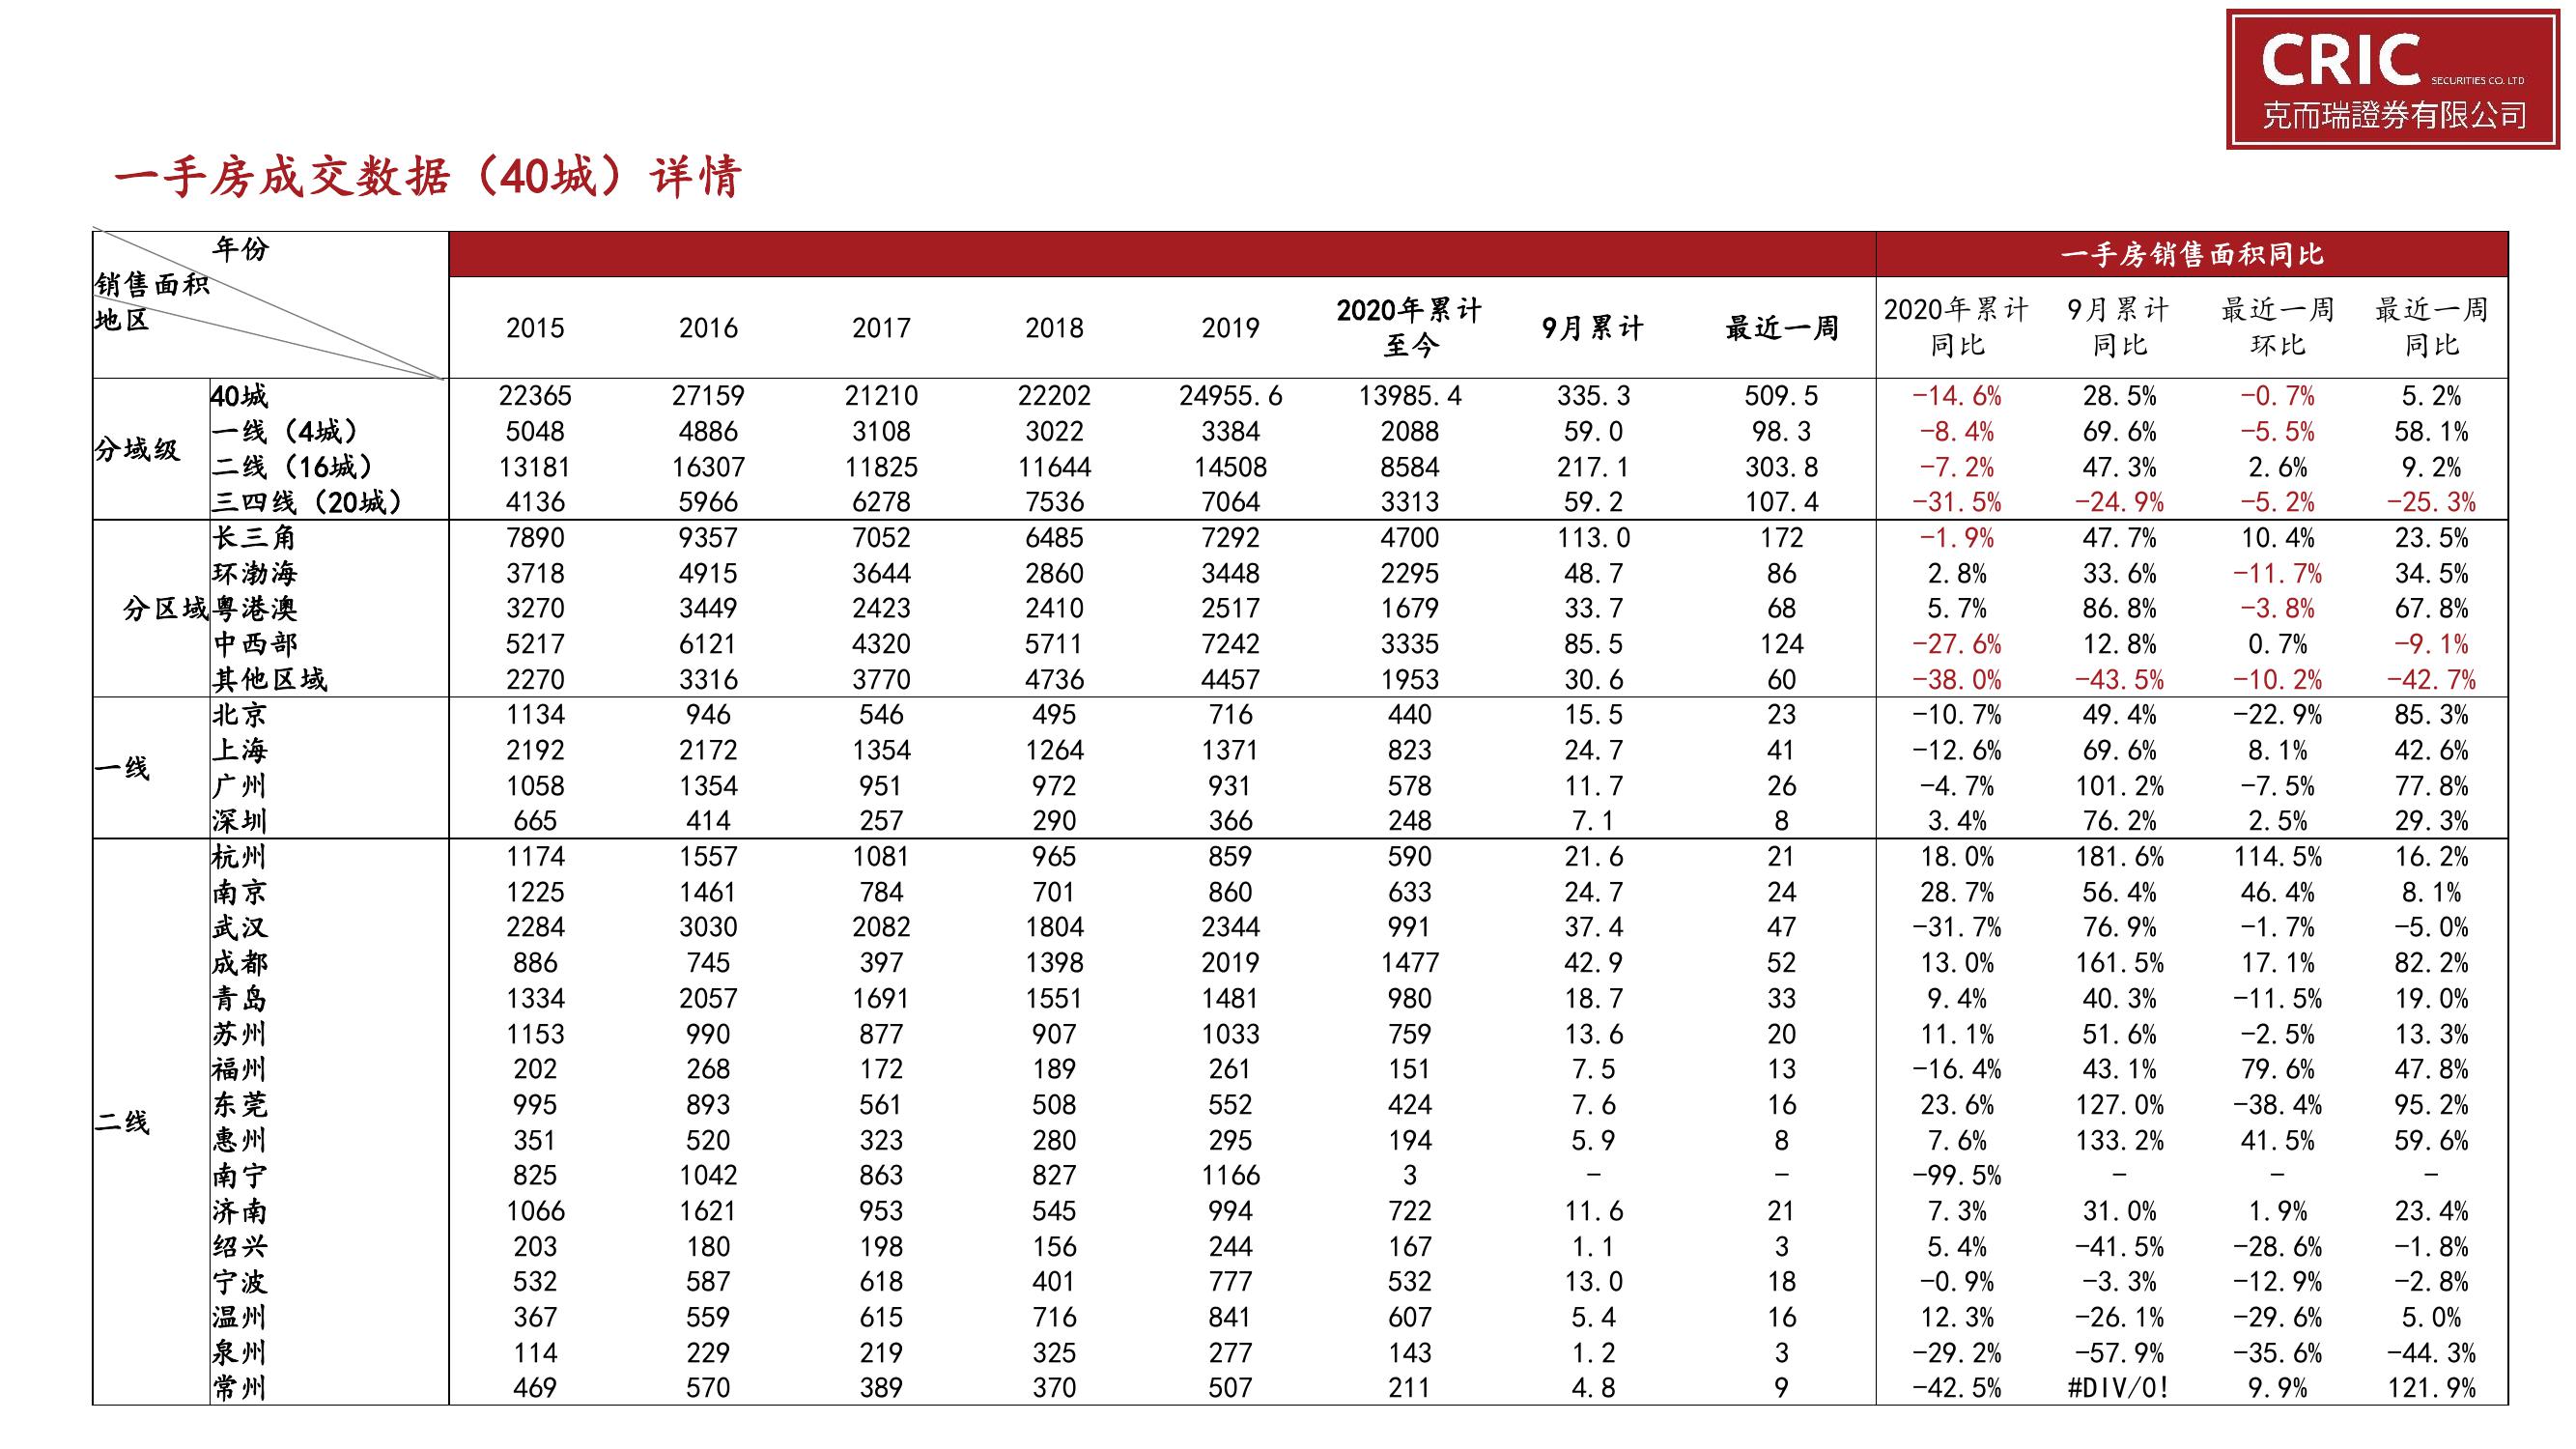 CRIC SECURITIES CO. LTD
克而瑞證券有限公司
一手房成交数据（40城）详情
年份
销售面积
地区
一手房销售面积同比
2015 2016 2017 2018 2019 2020年累计至今 9月累计 最近一周 2020年累计同比 9月累计同比 最近一周环比 最近一周同比
分域级
40城 22365 27159 21210 22202 24955.6 13985.4 335.3 509.5 -14.6% 28.5% -0.7% 5.2%
一线（4城） 5048 4886 3108 3022 3384 2088 59.0 98.3 -8.4% 69.6% -5.5% 58.1%
二线（16城） 13181 16307 11825 11644 14508 8584 217.1 303.8 -7.2% 47.3% 2.6% 9.2%
三四线（20城） 4136 5966 6278 7536 7064 3313 59.2 107.4 -31.5% -24.9% -5.2% -25.3%
分区域
长三角 7890 9357 7052 6485 7292 4700 113.0 172 -1.9% 47.7% 10.4% 23.5%
环渤海 3718 4915 3644 2860 3448 2295 48.7 86 2.8% 33.6% -11.7% 34.5%
粤港澳 3270 3449 2423 2410 2517 1679 33.7 68 5.7% 86.8% -3.8% 67.8%
中西部 5217 6121 4320 5711 7242 3335 85.5 124 -27.6% 12.8% 0.7% -9.1%
其他区域 2270 3316 3770 4736 4457 1953 30.6 60 -38.0% -43.5% -10.2% -42.7%
一线
北京 1134 946 546 495 716 440 15.5 23 -10.7% 49.4% -22.9% 85.3%
上海 2192 2172 1354 1264 1371 823 24.7 41 -12.6% 69.6% 8.1% 42.6%
广州 1058 1354 951 972 931 578 11.7 26 -4.7% 101.2% -7.5% 77.8%
深圳 665 414 257 290 366 248 7.1 8 3.4% 76.2% 2.5% 29.3%
二线
杭州 1174 1557 1081 965 859 590 21.6 21 18.0% 181.6% 114.5% 16.2%
南京 1225 1461 784 701 860 633 24.7 24 28.7% 56.4% 46.4% 8.1%
武汉 2284 3030 2082 1804 2344 991 37.4 47 -31.7% 76.9% -1.7% -5.0%
成都 886 745 397 1398 2019 1477 42.9 52 13.0% 161.5% 17.1% 82.2%
青岛 1334 2057 1691 1551 1481 980 18.7 33 9.4% 40.3% -11.5% 19.0%
苏州 1153 990 877 907 1033 759 13.6 20 11.1% 51.6% -2.5% 13.3%
福州 202 268 172 189 261 151 7.5 13 -16.4% 43.1% 79.6% 47.8%
东莞 995 893 561 508 552 424 7.6 16 23.6% 127.0% -38.4% 95.2%
惠州 351 520 323 280 295 194 5.9 8 7.6% 133.2% 41.5% 59.6%
南宁 825 1042 863 827 1166 3 - - -99.5% - - -
济南 1066 1621 953 545 994 722 11.6 21 7.3% 31.0% 1.9% 23.4%
绍兴 203 180 198 156 244 167 1.1 3 5.4% -41.5% -28.6% -1.8%
宁波 532 587 618 401 777 532 13.0 18 -0.9% -3.3% -12.9% -2.8%
温州 367 559 615 716 841 607 5.4 16 12.3% -26.1% -29.6% 5.0%
泉州 114 229 219 325 277 143 1.2 3 -29.2% -57.9% -35.6% -44.3%
常州 469 570 389 370 507 211 4.8 9 -42.5% #DIV/0! 9.9% 121.9%